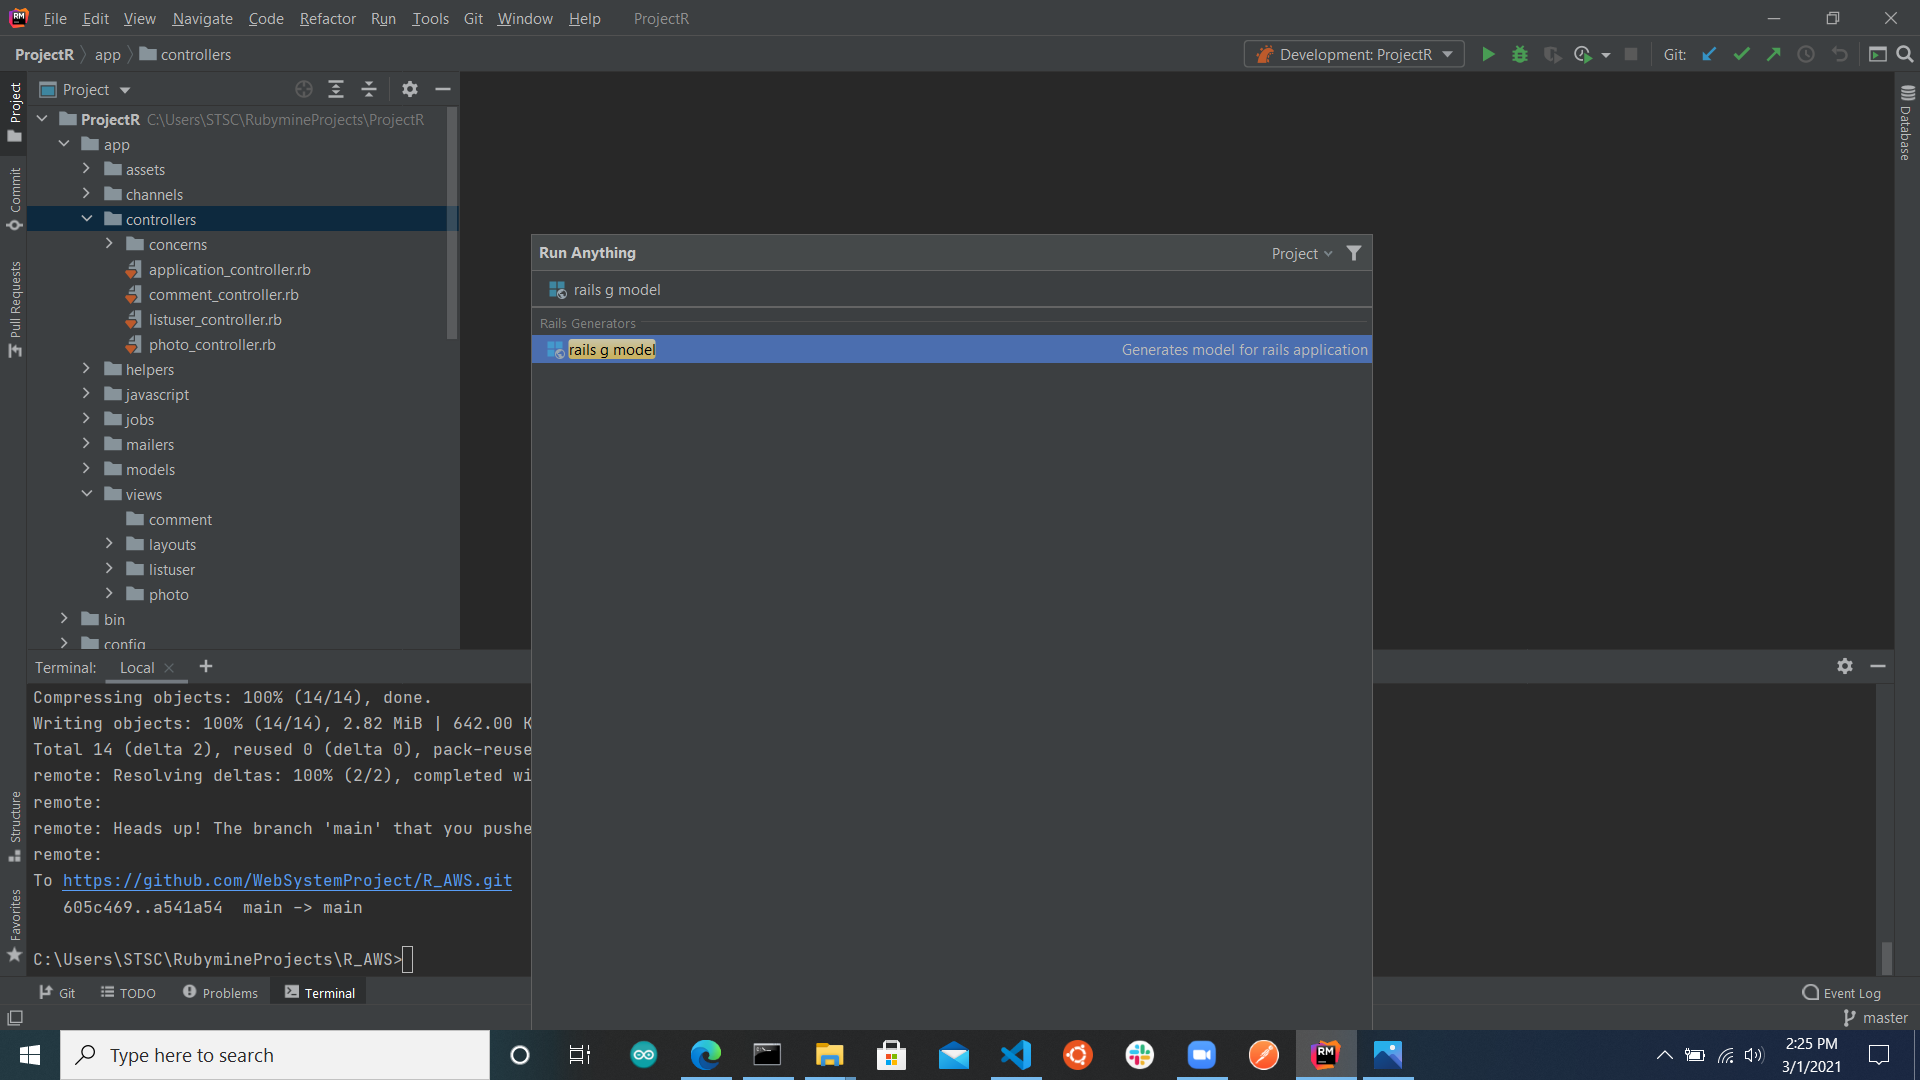 RM File Edit View Navigate Code Refactor Run Tools Git Window Help ProjectR
ProjectR app controllers
Development: ProjectR
Git:
Project
Commit
Pull Requests
Structure
Favorites
Database
Project
ProjectR C:\Users\STSC\RubymineProjects\ProjectR
app
assets
channels
controllers
concerns
application_controller.rb
comment_controller.rb
listuser_controller.rb
photo_controller.rb
helpers
javascript
jobs
mailers
models
views
comment
layouts
listuser
photo
bin
config
Run Anything
Project
rails g model
Rails Generators
rails g model Generates model for rails application
Terminal: Local
Compressing objects: 100% (14/14), done.
Writing objects: 100% (14/14), 2.82 MiB | 642.00 K
Total 14 (delta 2), reused 0 (delta 0), pack-reuse
remote: Resolving deltas: 100% (2/2), completed wi
remote:
remote: Heads up! The branch 'main' that you pushe
remote:
To https://github.com/WebSystemProject/R_AWS.git
605c469..a541a54 main -> main
C:\Users\STSC\RubymineProjects\R_AWS>
Git TODO Problems Terminal
Event Log
master
Type here to search
RM
2:25 PM
3/1/2021